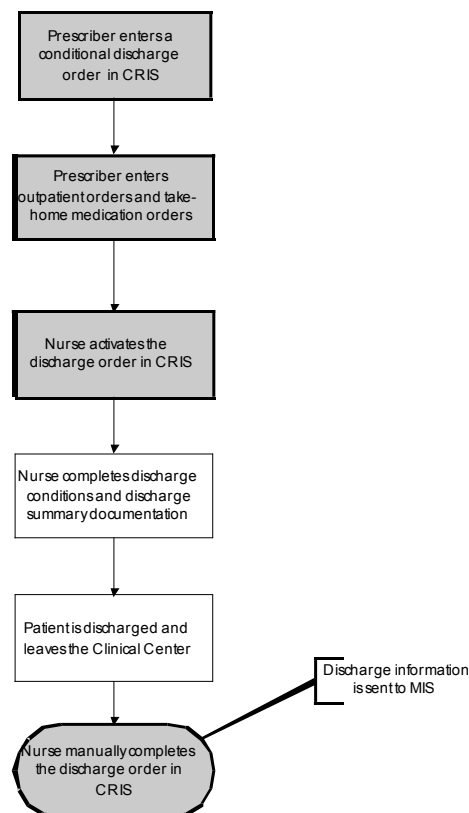 Prescriber enters a
conditional discharge
order in CRIS
Prescriber enters
outpatient orders and take-
home medication orders
Nurse activates the
discharge order in CRIS
Nurse completes discharge
conditions and discharge
summary documentation
Patient is discharged and
leaves the Clinical Center
Discharge information
is sent to MIS
Nurse manually completes
the discharge order in
CRIS